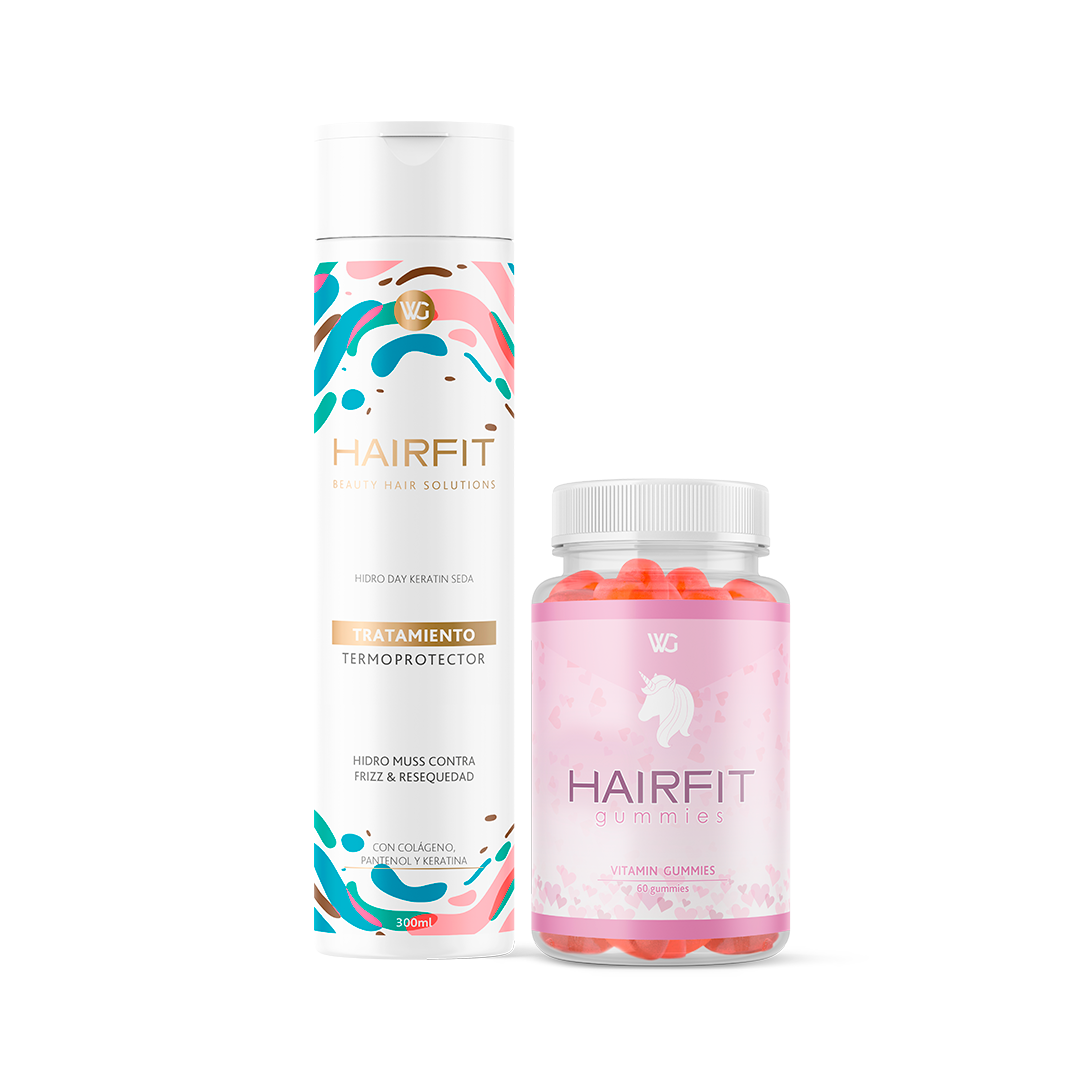 WG
HAIRFIT
BEAUTY HAIR SOLUTIONS
HIDRO DAY KERATIN SEDA
TRATAMIENTO
TERMOPROTECTOR
HIDRO MUSS CONTRA
FRIZZ & RESEQUEDAD
CON COLÁGENO,
PANTENOL Y KERATINA
300ml
WG
HAIRFIT
gummies
VITAMIN GUMMIES
60 gummies